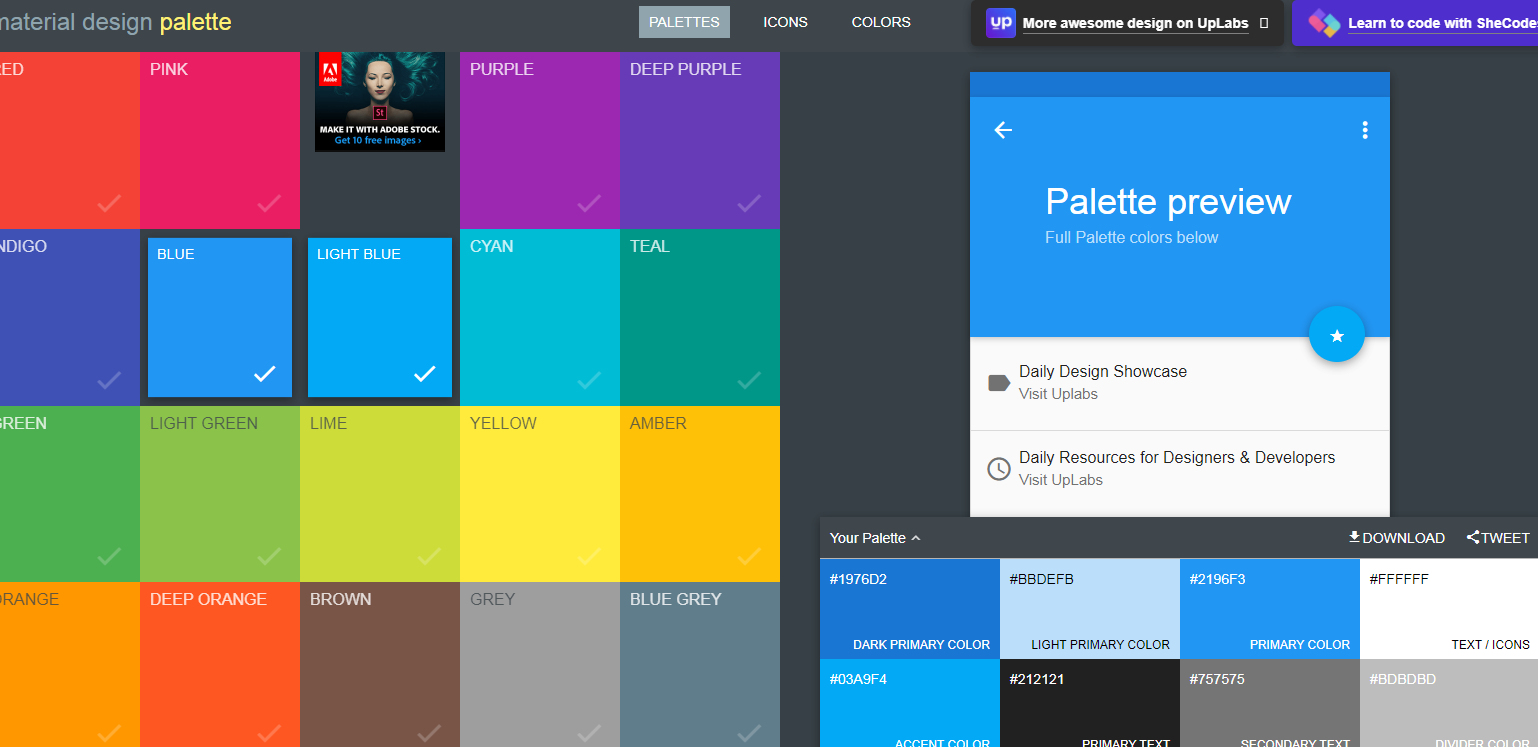 material design palette
PALETTES
ICONS
COLORS
up
More awesome design on UpLabs
Learn to code with SheCodes
RED
PINK
Adobe
St
MAKE IT WITH ADOBE STOCK.
Get 10 free images ›
PURPLE
DEEP PURPLE
INDIGO
BLUE
LIGHT BLUE
CYAN
TEAL
GREEN
LIGHT GREEN
LIME
YELLOW
AMBER
ORANGE
DEEP ORANGE
BROWN
GREY
BLUE GREY
Palette preview
Full Palette colors below
Daily Design Showcase
Visit Uplabs
Daily Resources for Designers & Developers
Visit UpLabs
Your Palette
DOWNLOAD
TWEET
#1976D2
DARK PRIMARY COLOR
#BBDEFB
LIGHT PRIMARY COLOR
#2196F3
PRIMARY COLOR
#FFFFFF
TEXT / ICONS
#03A9F4
ACCENT COLOR
#212121
PRIMARY TEXT
#757575
SECONDARY TEXT
#BDBDBD
DIVIDER COLOR